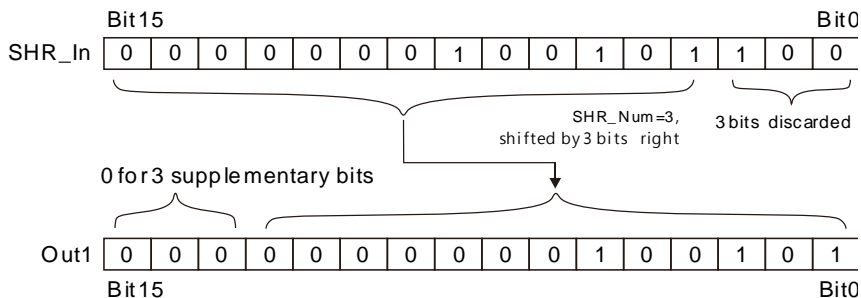 Bit15 Bit0
SHR_In 0 0 0 0 0 0 0 1 0 0 1 0 1 1 0 0
SHR_Num=3,
shifted by 3 bits right
3 bits discarded
0 for 3 supplementary bits
Out1 0 0 0 0 0 0 0 0 0 0 1 0 0 1 0 1
Bit15 Bit0